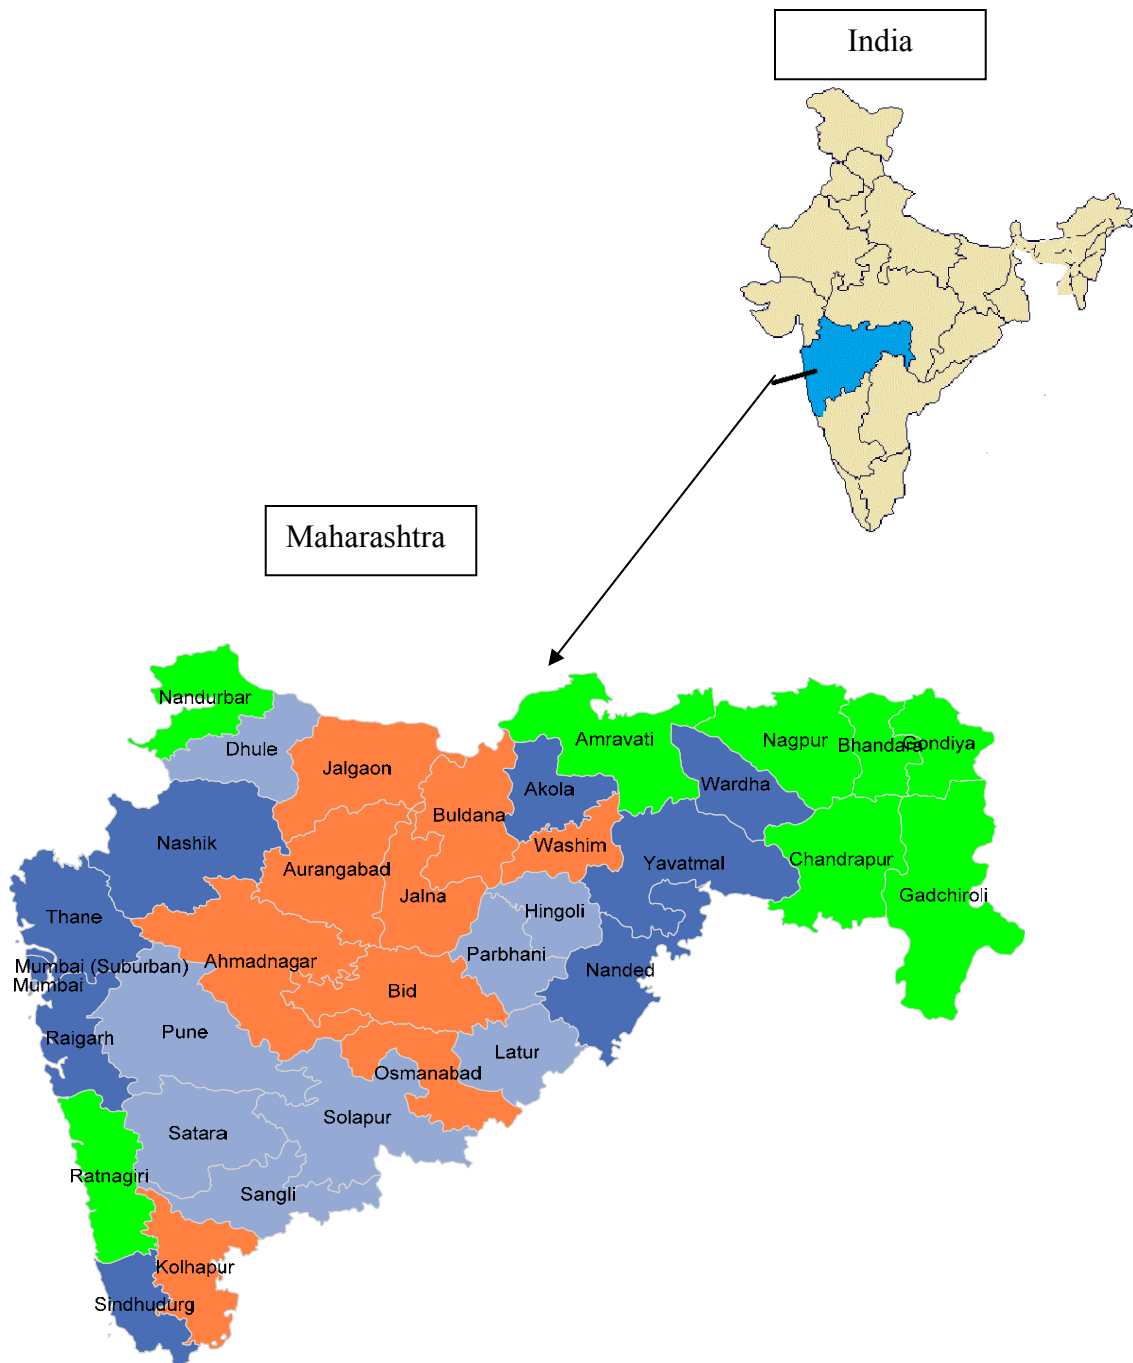 India
Maharashtra
Nandurbar
Dhule
Jalgaon
Amravati
Nagpur
Bhandara
Gondiya
Akola
Wardha
Buldana
Nashik
Washim
Aurangabad
Yavatmal
Chandrapur
Jalna
Gadchiroli
Thane
Hingoli
Ahmadnagar
Parbhani
Mumbai (Suburban)
Nanded
Mumbai
Bid
Pune
Raigarh
Latur
Osmanabad
Solapur
Satara
Ratnagiri
Sangli
Kolhapur
Sindhudurg